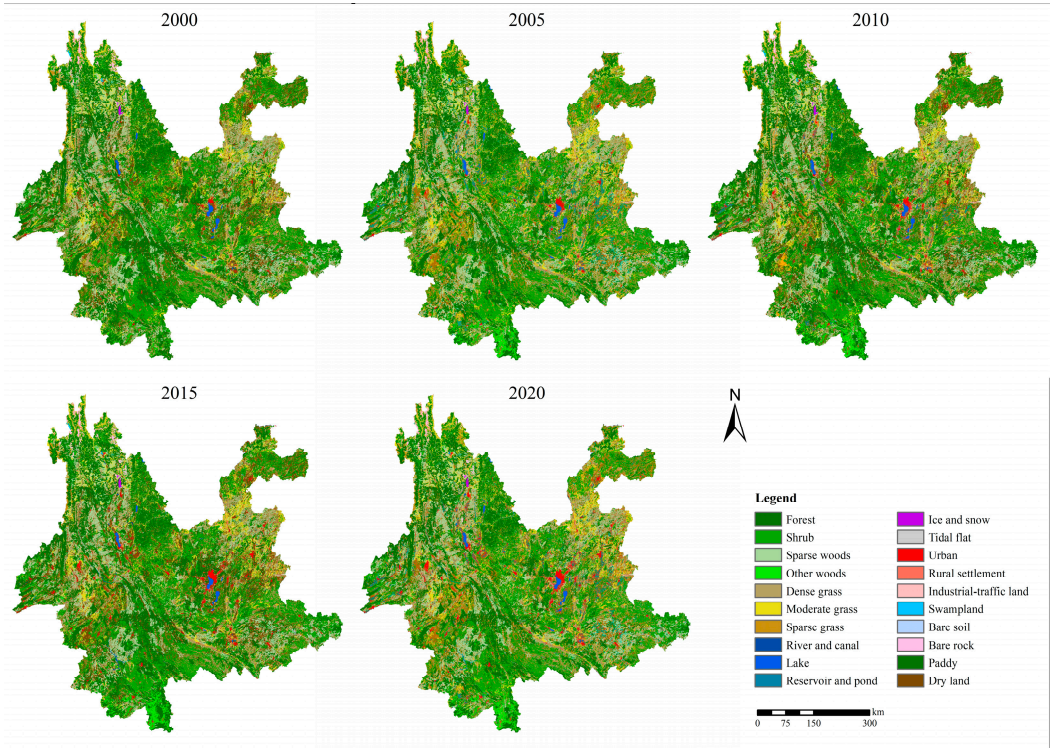 2000
2005
2010
2015
2020
N
Legend
Forest
Shrub
Sparse woods
Other woods
Dense grass
Moderate grass
Sparse grass
River and canal
Lake
Reservoir and pond
Ice and snow
Tidal flat
Urban
Rural settlement
Industrial-traffic land
Swampland
Bare soil
Bare rock
Paddy
Dry land
km
0 75 150 300